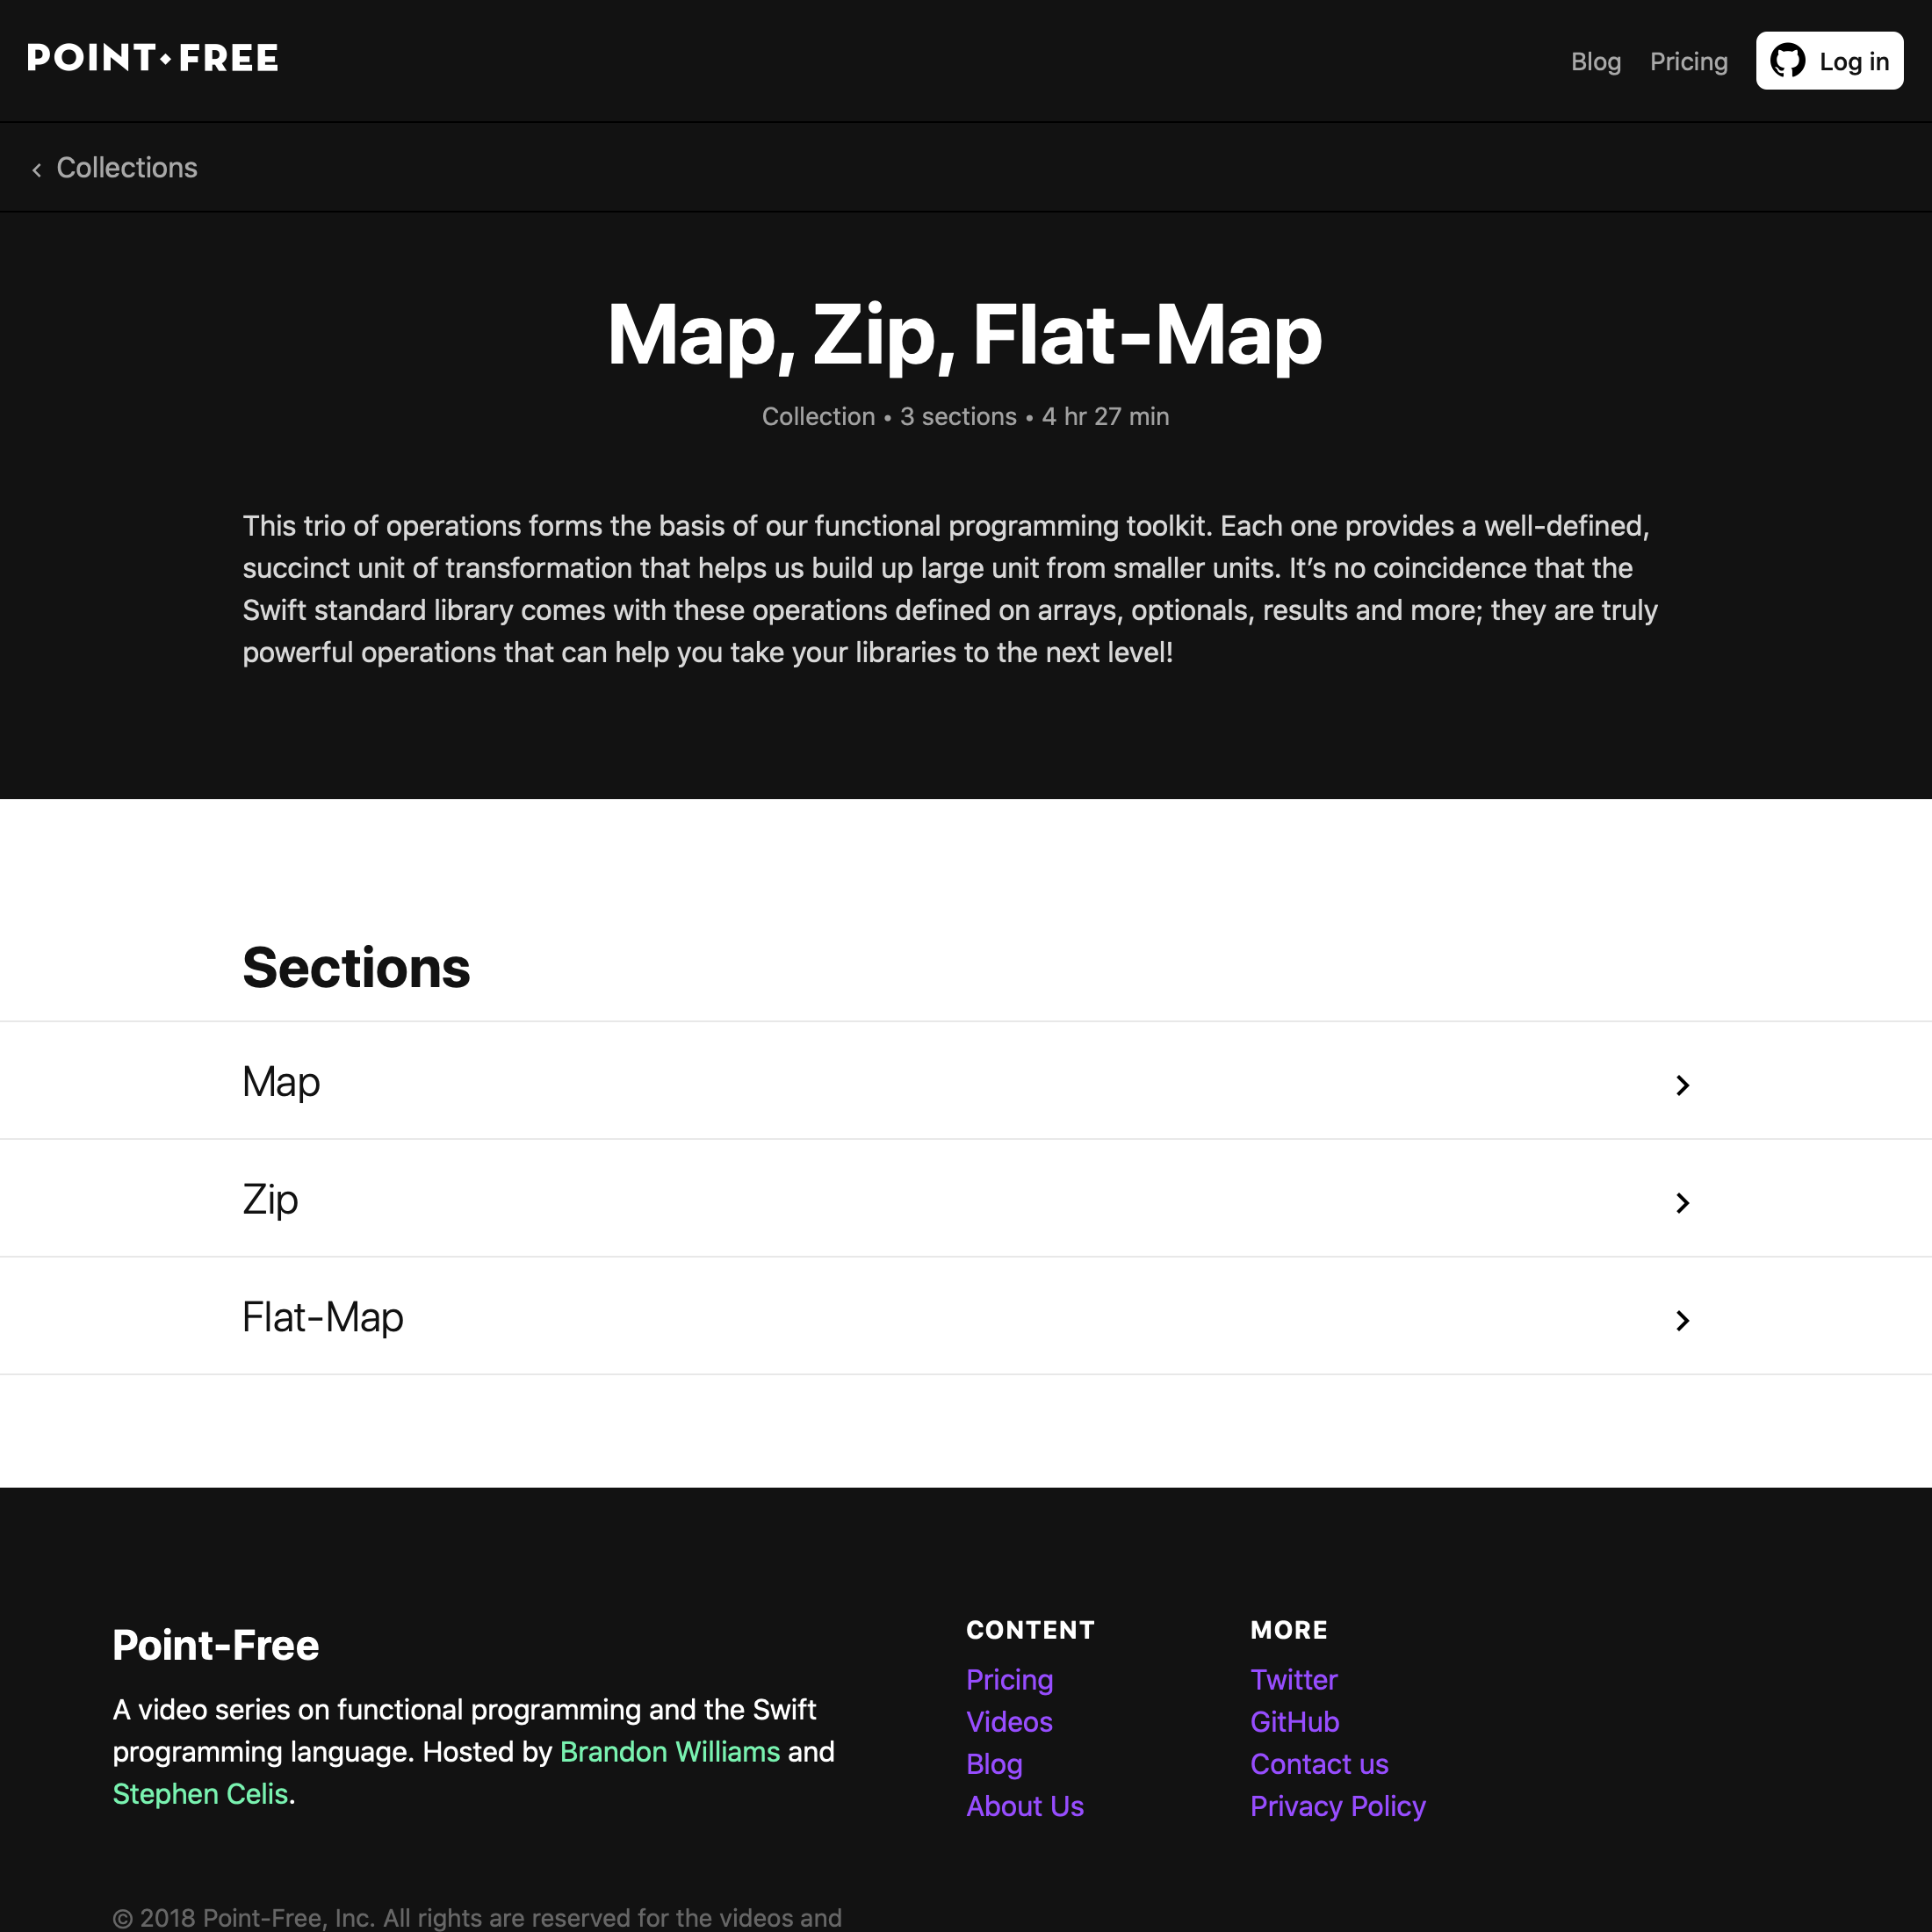 POINT⬥FREE
Blog
Pricing
Log in
‹ Collections
Map, Zip, Flat-Map
Collection • 3 sections • 4 hr 27 min
This trio of operations forms the basis of our functional programming toolkit. Each one provides a well-defined,
succinct unit of transformation that helps us build up large unit from smaller units. It’s no coincidence that the
Swift standard library comes with these operations defined on arrays, optionals, results and more; they are truly
powerful operations that can help you take your libraries to the next level!
Sections
Map
Zip
Flat-Map
Point-Free
A video series on functional programming and the Swift
programming language. Hosted by Brandon Williams and
Stephen Celis.
CONTENT
Pricing
Videos
Blog
About Us
MORE
Twitter
GitHub
Contact us
Privacy Policy
© 2018 Point-Free, Inc. All rights are reserved for the videos and